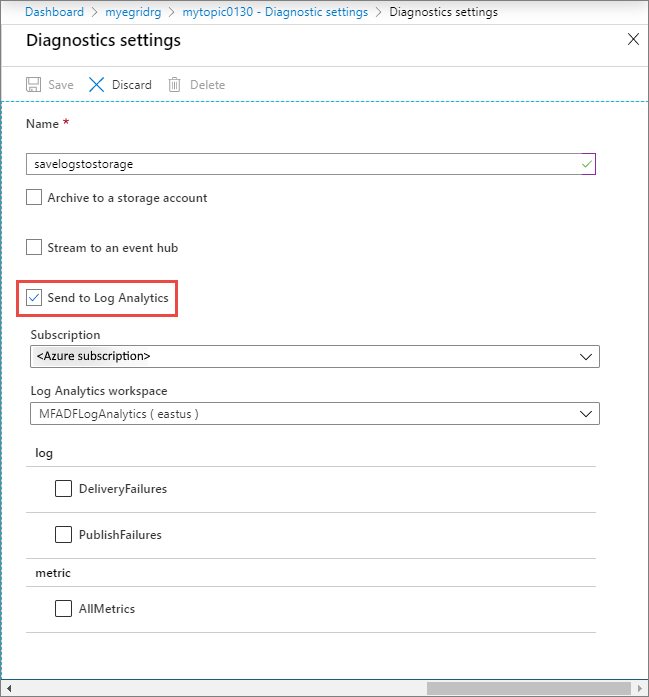 Dashboard > myegridrg > mytopic0130 - Diagnostic settings > Diagnostics settings
Diagnostics settings
Save Discard Delete
Name *
savelogstostorage
Archive to a storage account
Stream to an event hub
Send to Log Analytics
Subscription
<Azure subscription>
Log Analytics workspace
MFADFLogAnalytics ( eastus )
log
DeliveryFailures
PublishFailures
metric
AllMetrics